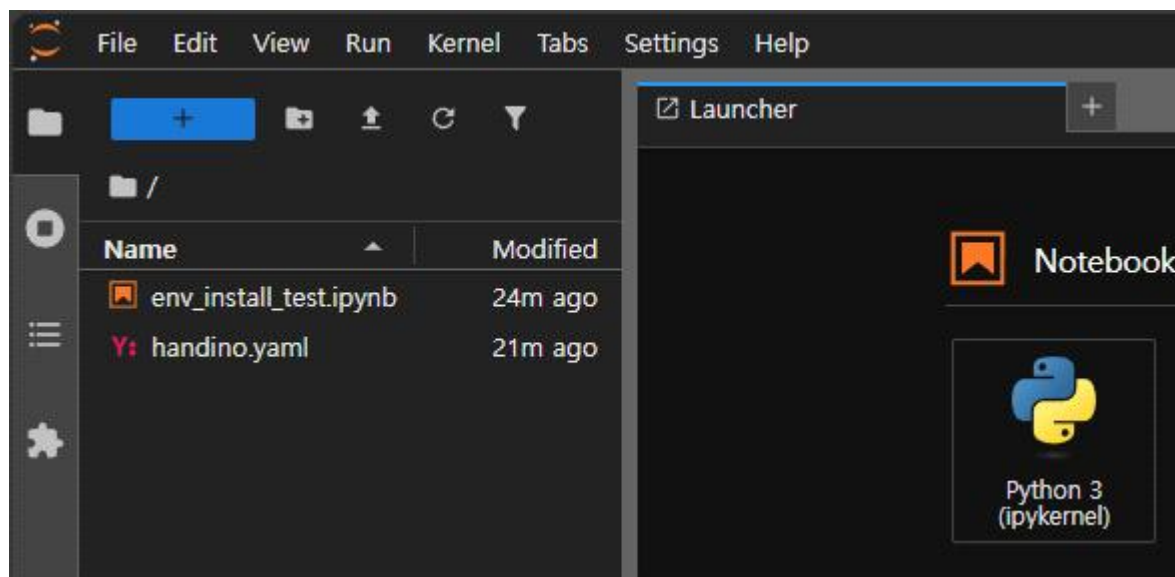 File Edit View Run Kernel Tabs Settings Help
Launcher
/
Name Modified
env_install_test.ipynb 24m ago
Y: handino.yaml 21m ago
Notebook
Python 3
(ipykernel)